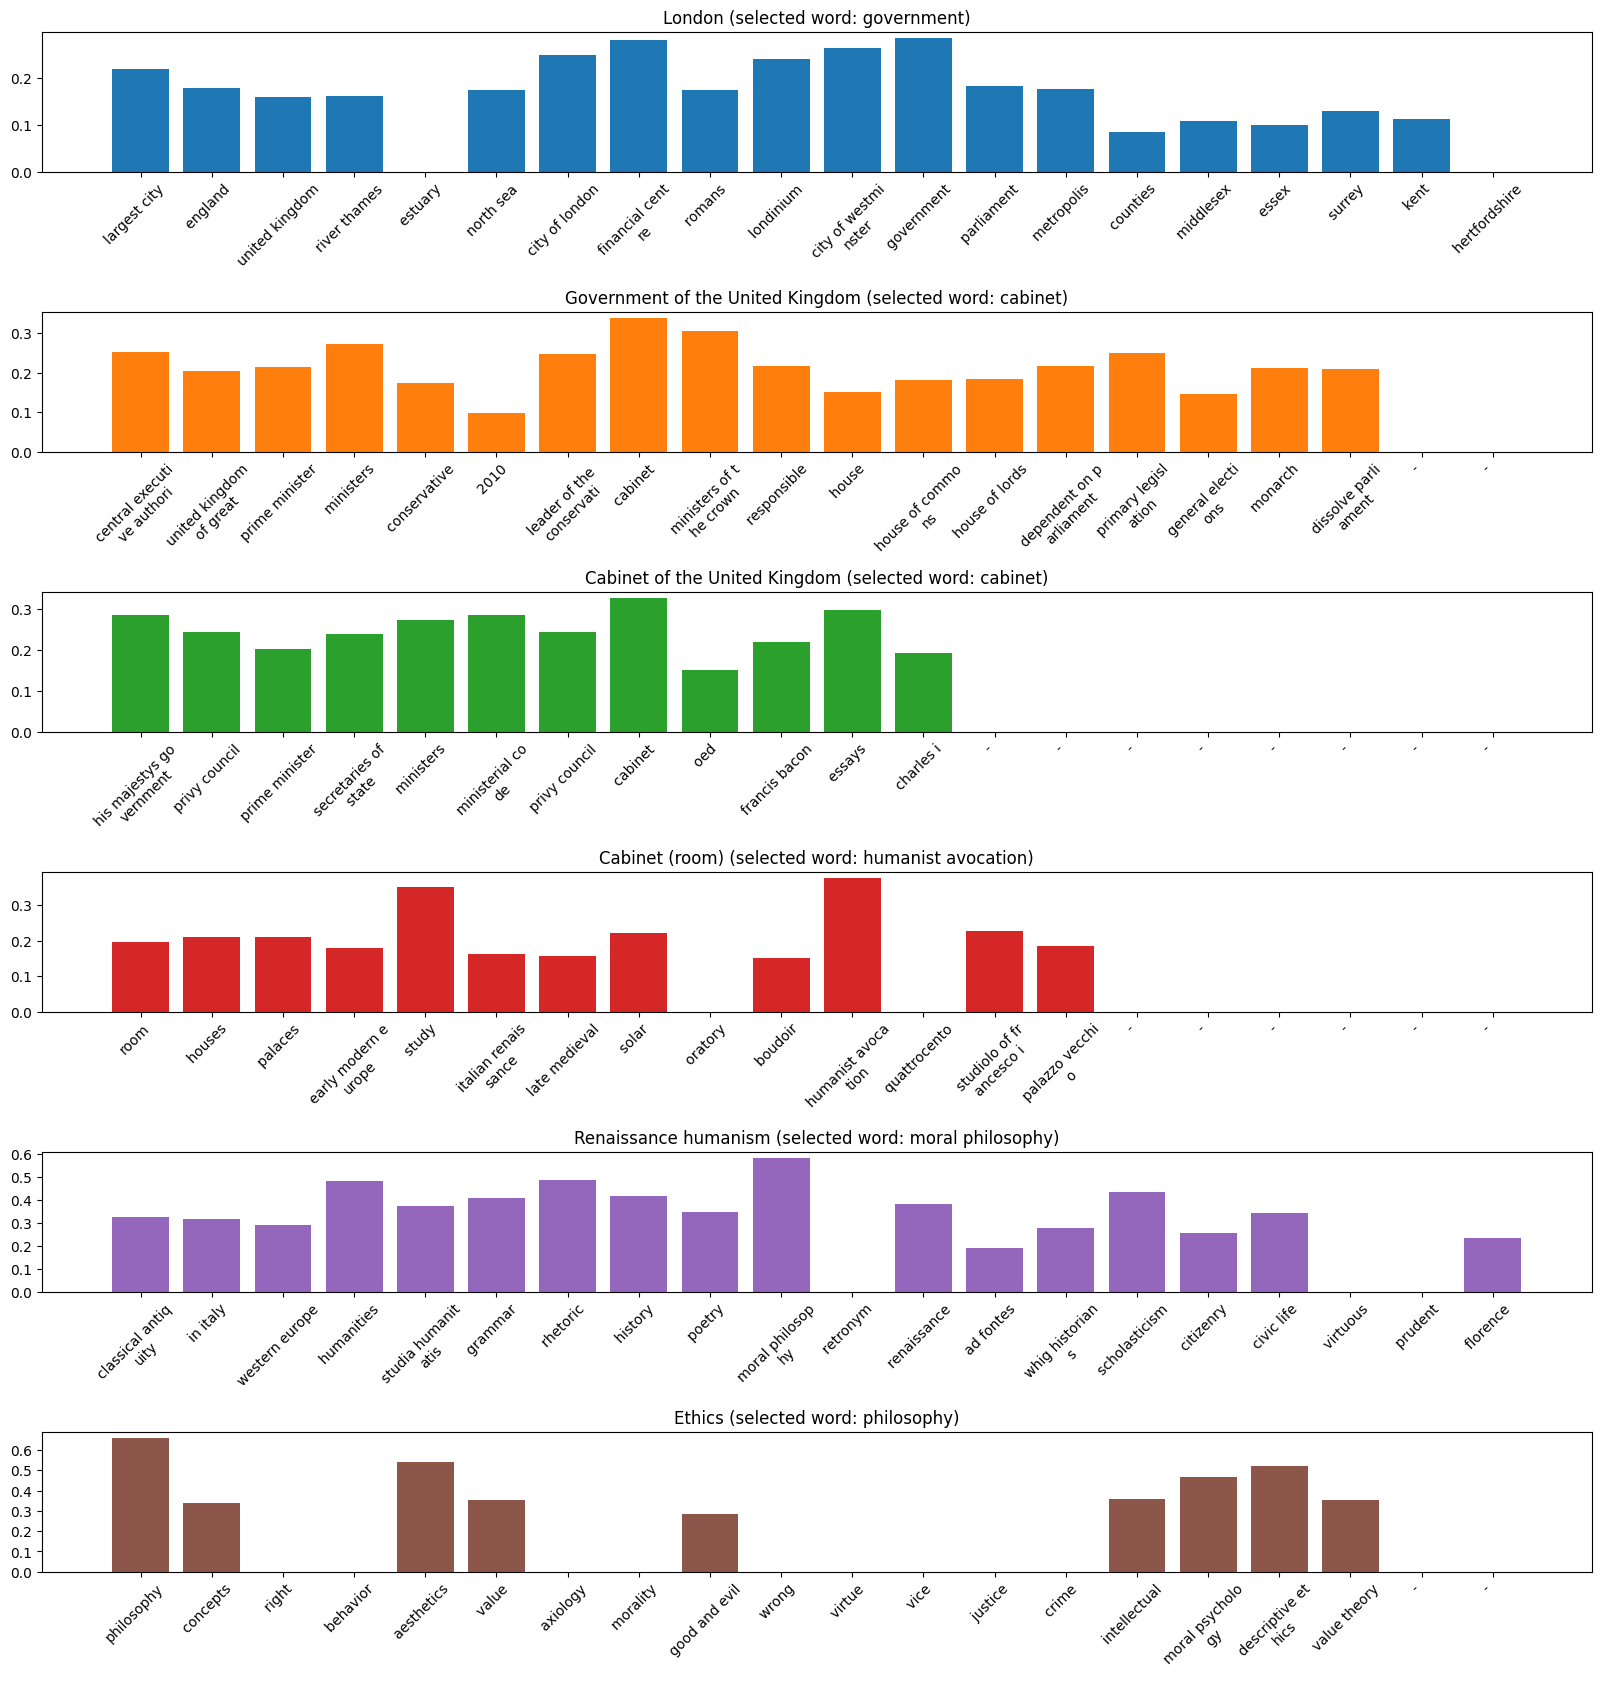 London (selected word: government)
0.2
0.1
0.0
largest city
england
united kingdom
river thames
estuary
north sea
city of london
financial cent
re
romans
londinium
city of westmi
nster
government
parliament
metropolis
counties
middlesex
essex
surrey
kent
hertfordshire
Government of the United Kingdom (selected word: cabinet)
0.3
0.2
0.1
0.0
central executi
ve authori
united kingdom
of great
prime minister
ministers
conservative
2010
leader of the
conservati
cabinet
ministers of t
he crown
responsible
house
house of commo
ns
house of lords
dependent on p
arliament
primary legisl
ation
general electi
ons
monarch
dissolve parli
ament
-
-
Cabinet of the United Kingdom (selected word: cabinet)
0.3
0.2
0.1
0.0
his majestys go
vernment
privy council
prime minister
secretaries of
state
ministers
ministerial co
de
privy council
cabinet
oed
francis bacon
essays
charles i
-
-
-
-
-
-
-
-
Cabinet (room) (selected word: humanist avocation)
0.3
0.2
0.1
0.0
room
houses
palaces
early modern e
urope
study
italian renais
sance
late medieval
solar
oratory
boudoir
humanist avoca
tion
quattrocento
studiolo of fr
ancesco i
palazzo vecchi
o
-
-
-
-
-
-
Renaissance humanism (selected word: moral philosophy)
0.6
0.5
0.4
0.3
0.2
0.1
0.0
classical antiq
uity
in italy
western europe
humanities
studia humanit
atis
grammar
rhetoric
history
poetry
moral philosop
hy
retronym
renaissance
ad fontes
whig historian
s
scholasticism
citizenry
civic life
virtuous
prudent
florence
Ethics (selected word: philosophy)
0.6
0.5
0.4
0.3
0.2
0.1
0.0
philosophy
concepts
right
behavior
aesthetics
value
axiology
morality
good and evil
wrong
virtue
vice
justice
crime
intellectual
moral psycholo
gy
descriptive et
hics
value theory
-
-